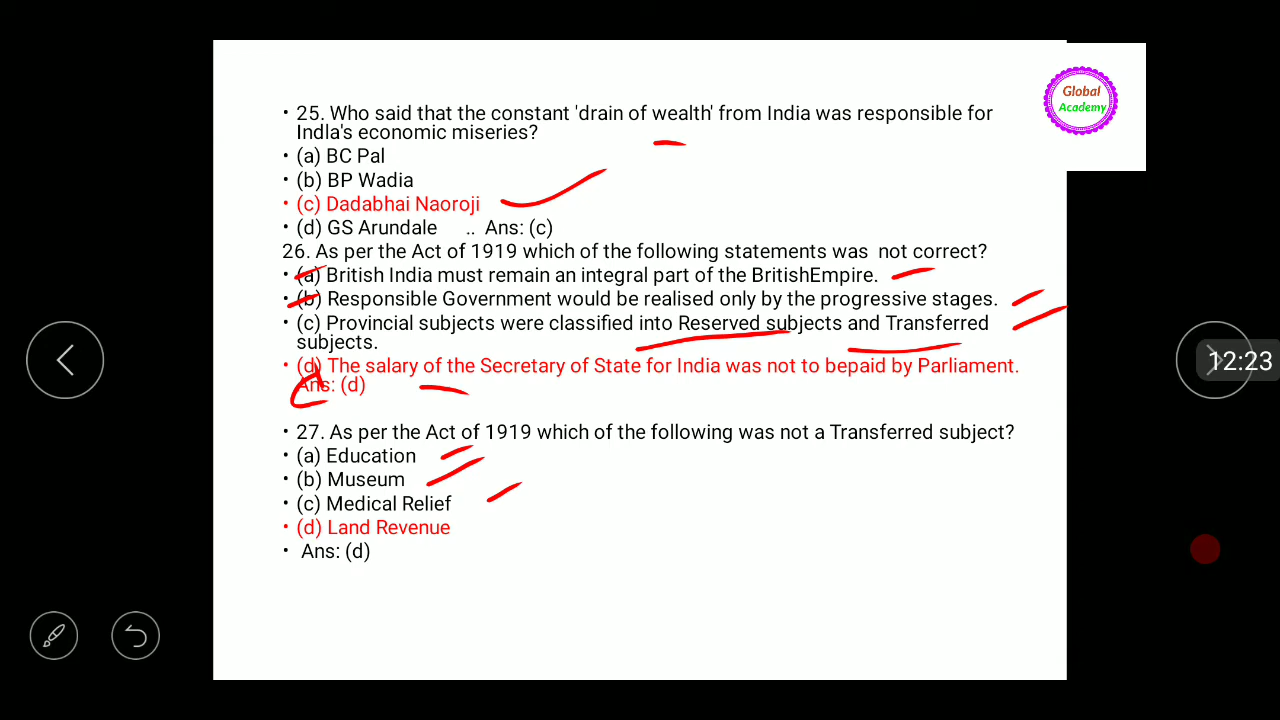 Global
Academy
• 25. Who said that the constant 'drain of wealth' from India was responsible for
Indla's economic miseries?
• (a) BC Pal
• (b) BP Wadia
• (c) Dadabhai Naoroji
• (d) GS Arundale .. Ans: (c)
26. As per the Act of 1919 which of the following statements was not correct?
• (a) British India must remain an integral part of the BritishEmpire.
• (b) Responsible Government would be realised only by the progressive stages.
• (c) Provincial subjects were classified into Reserved subjects and Transferred
subjects.
• (d) The salary of the Secretary of State for India was not to bepaid by Parliament.
Ans: (d)
• 27. As per the Act of 1919 which of the following was not a Transferred subject?
• (a) Education
• (b) Museum
• (c) Medical Relief
• (d) Land Revenue
• Ans: (d)
12:23